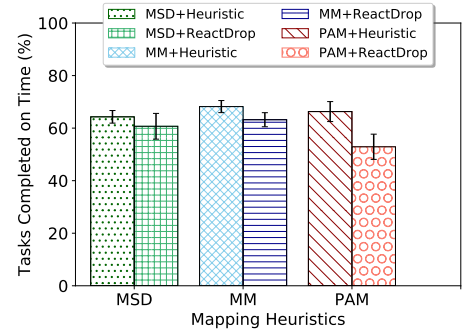 MSD+Heuristic
MSD+ReactDrop
MM+Heuristic
MM+ReactDrop
PAM+Heuristic
PAM+ReactDrop
Tasks Completed on Time (%)
100
80
60
40
20
0
MSD MM PAM
Mapping Heuristics